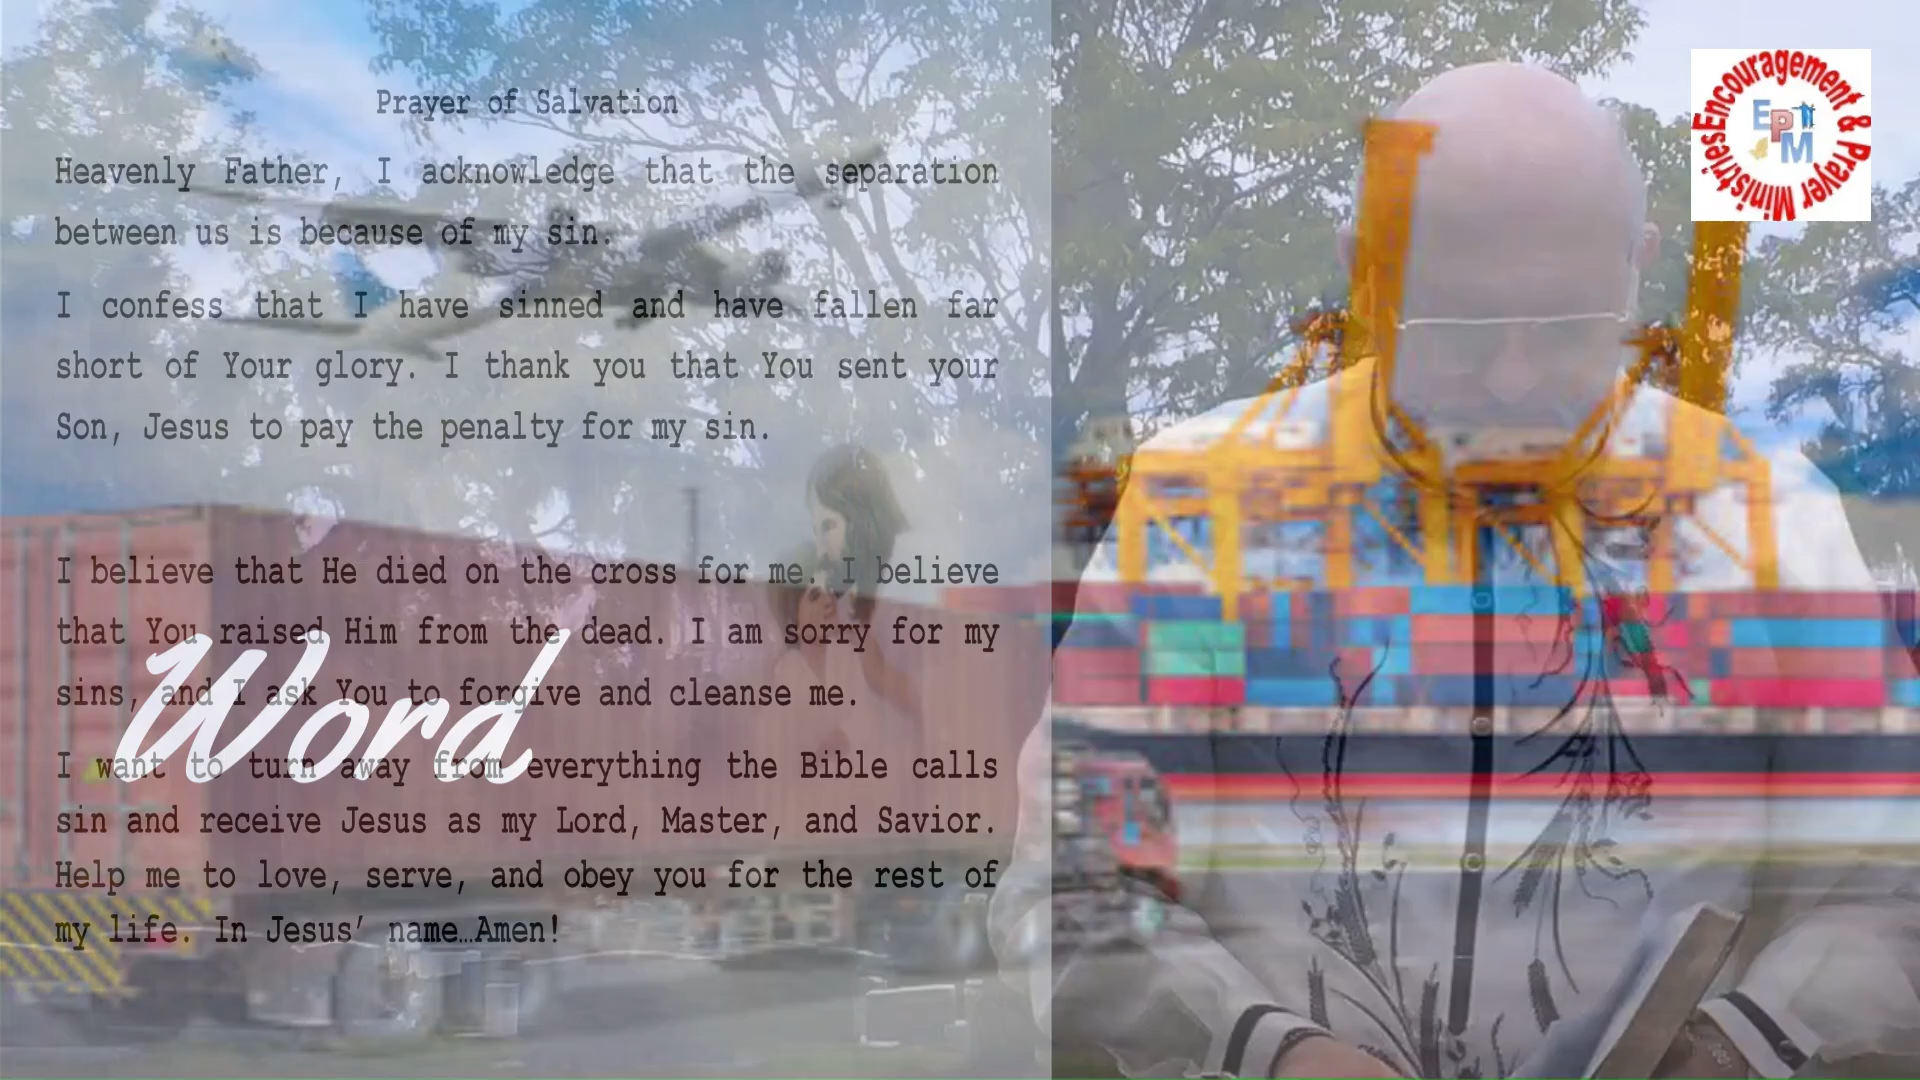 Prayer of Salvation
Heavenly Father, I acknowledge that the separation
between us is because of my sin.
I confess that I have sinned and have fallen far
short of Your glory. I thank you that You sent your
Son, Jesus to pay the penalty for my sin.
I believe that He died on the cross for me. I believe
that You raised Him from the dead. I am sorry for my
sins, and I ask You to forgive and cleanse me.
Word
I want to turn away from everything the Bible calls
sin and receive Jesus as my Lord, Master, and Savior.
Help me to love, serve, and obey you for the rest of
my life. In Jesus’ name…Amen!
Encouragement & Prayer Ministries
EPM